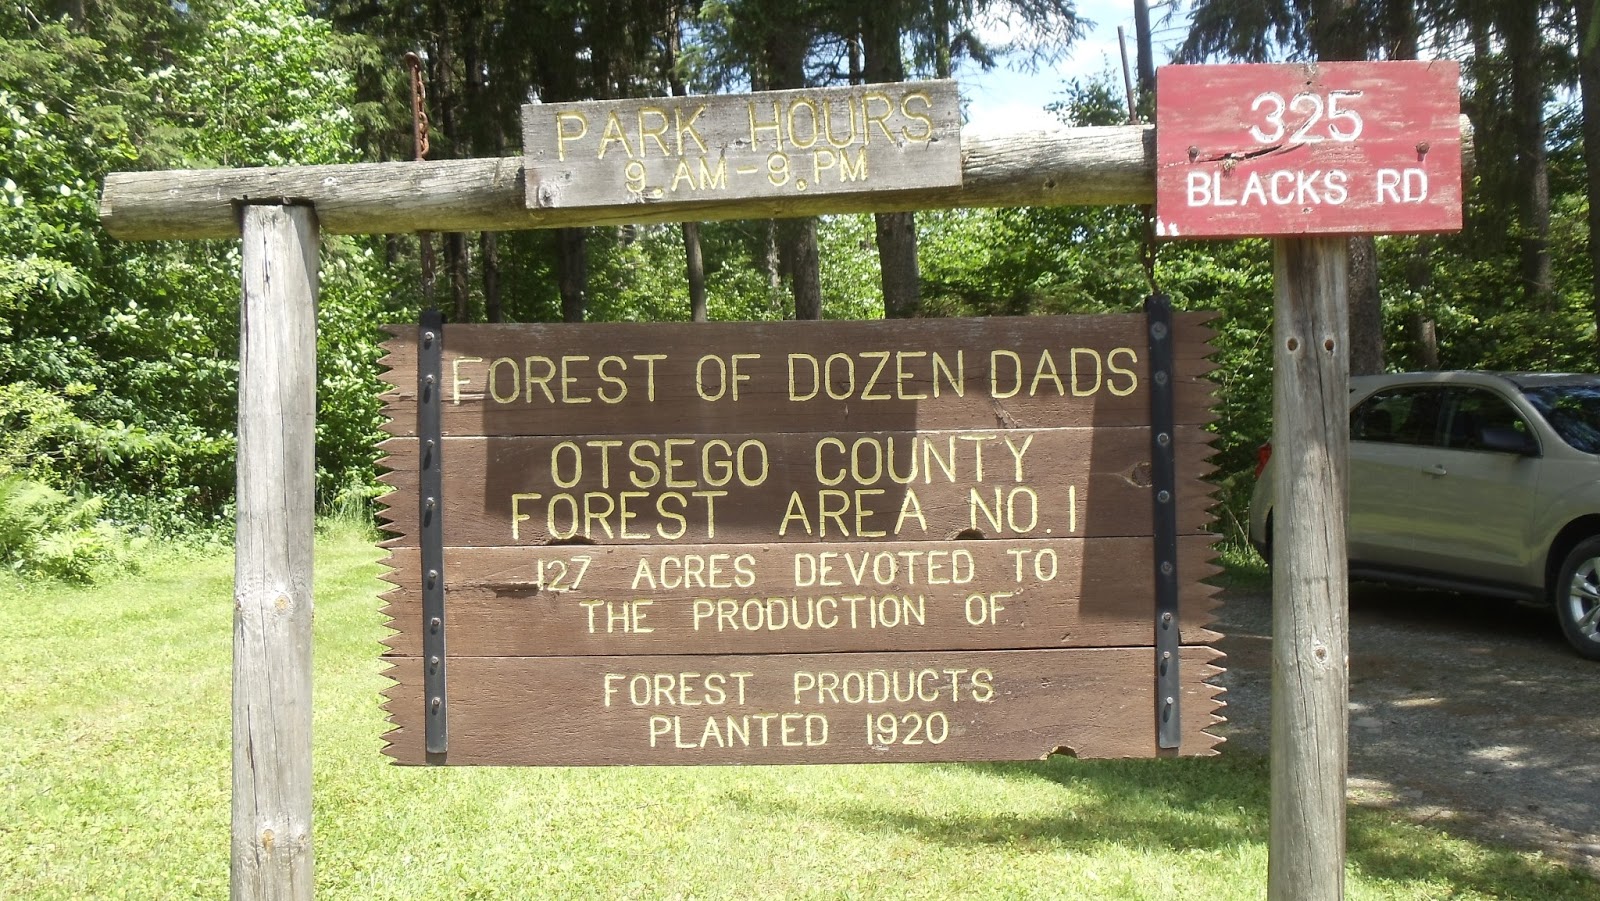 PARK HOURS
9.AM-9.PM
325
BLACKS RD
FOREST OF DOZEN DADS
OTSEGO COUNTY
FOREST AREA NO.1
127 ACRES DEVOTED TO
THE PRODUCTION OF
FOREST PRODUCTS
PLANTED 1920